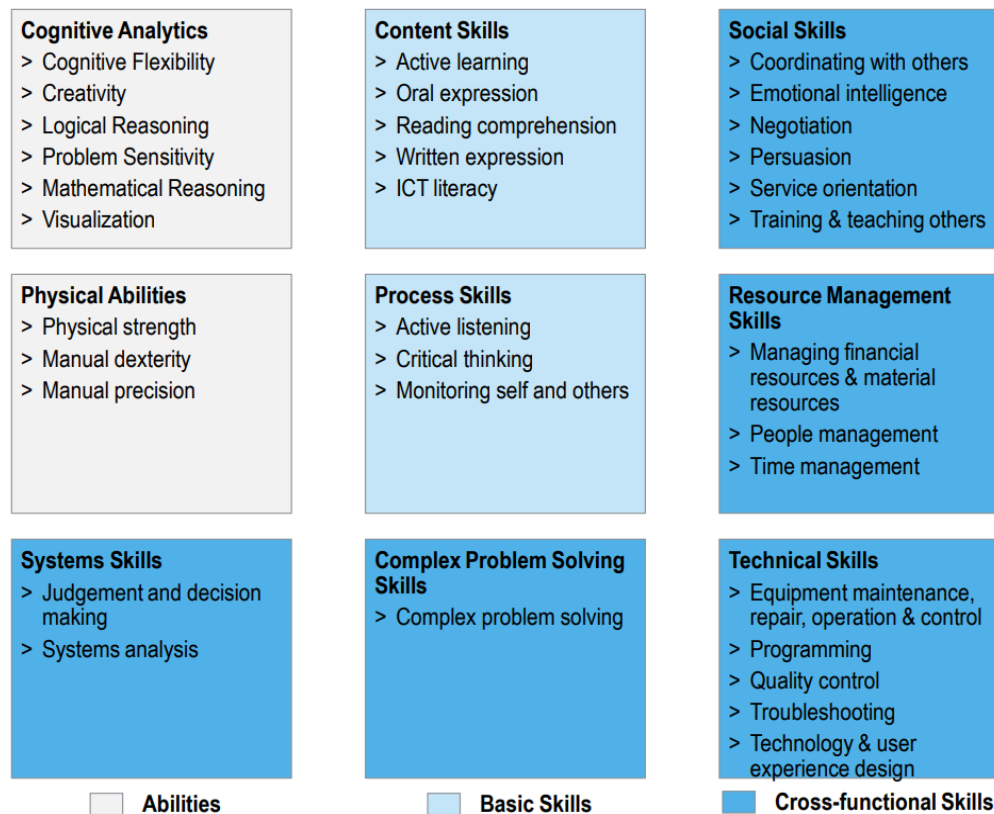 Cognitive Analytics
> Cognitive Flexibility
> Creativity
> Logical Reasoning
> Problem Sensitivity
> Mathematical Reasoning
> Visualization
Content Skills
> Active learning
> Oral expression
> Reading comprehension
> Written expression
> ICT literacy
Social Skills
> Coordinating with others
> Emotional intelligence
> Negotiation
> Persuasion
> Service orientation
> Training & teaching others
Physical Abilities
> Physical strength
> Manual dexterity
> Manual precision
Process Skills
> Active listening
> Critical thinking
> Monitoring self and others
Resource Management
Skills
> Managing financial
resources & material
resources
> People management
> Time management
Systems Skills
> Judgement and decision
making
> Systems analysis
Complex Problem Solving
Skills
> Complex problem solving
Technical Skills
> Equipment maintenance,
repair, operation & control
> Programming
> Quality control
> Troubleshooting
> Technology & user
experience design
Abilities
Basic Skills
Cross-functional Skills